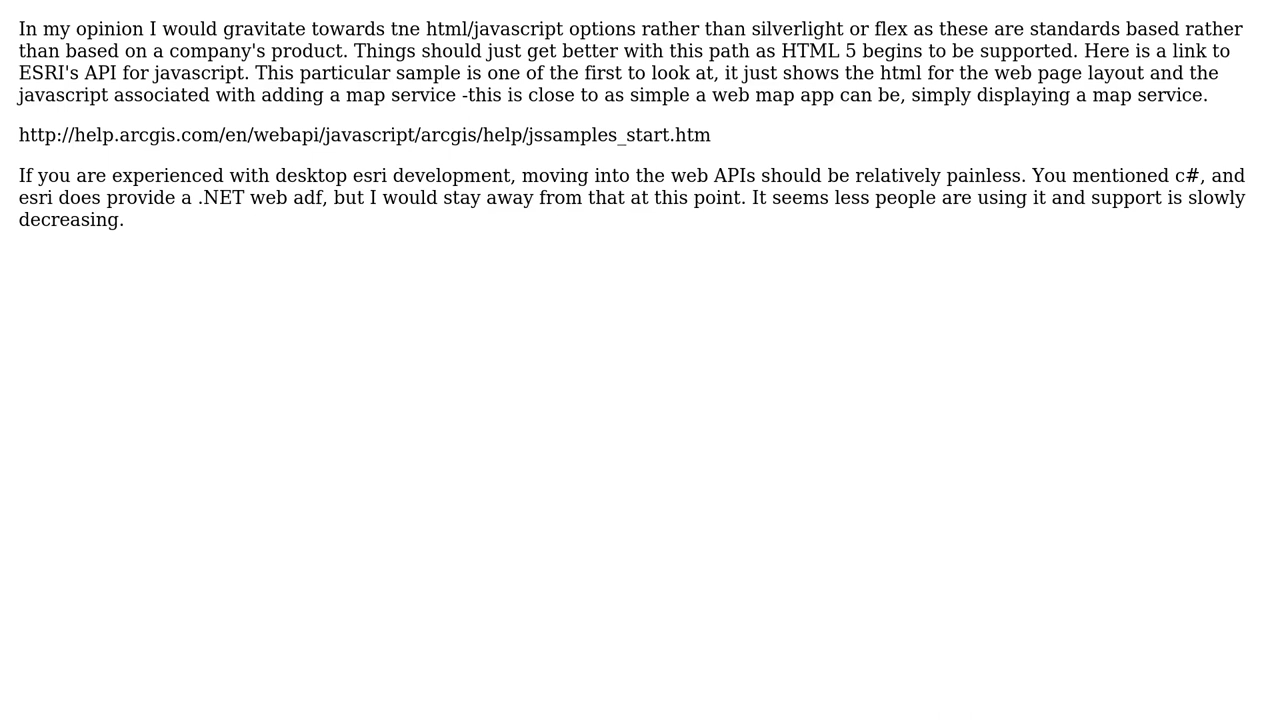 In my opinion I would gravitate towards tne html/javascript options rather than silverlight or flex as these are standards based rather
than based on a company's product. Things should just get better with this path as HTML 5 begins to be supported. Here is a link to
ESRI's API for javascript. This particular sample is one of the first to look at, it just shows the html for the web page layout and the
javascript associated with adding a map service -this is close to as simple a web map app can be, simply displaying a map service.
http://help.arcgis.com/en/webapi/javascript/arcgis/help/jssamples_start.htm
If you are experienced with desktop esri development, moving into the web APIs should be relatively painless. You mentioned c#, and
esri does provide a .NET web adf, but I would stay away from that at this point. It seems less people are using it and support is slowly
decreasing.